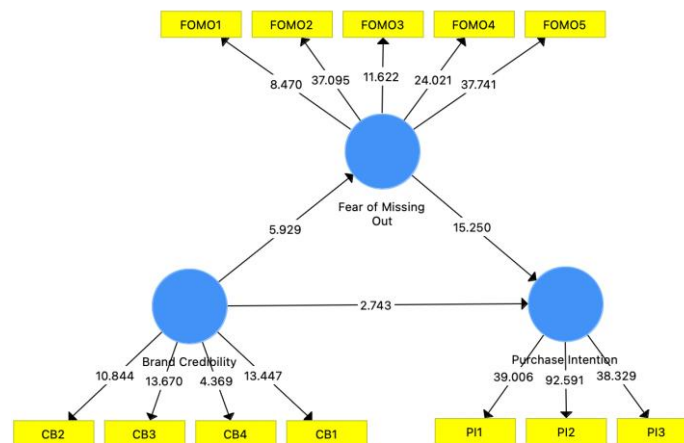 FOMO1 FOMO2 FOMO3 FOMO4 FOMO5
8.470 37.095 11.622 24.021 37.741
Fear of Missing
Out
5.929 15.250
2.743
Brand Credibility Purchase Intention
10.844 13.670 4.369 13.447 39.006 92.591 38.329
CB2 CB3 CB4 CB1 PI1 PI2 PI3